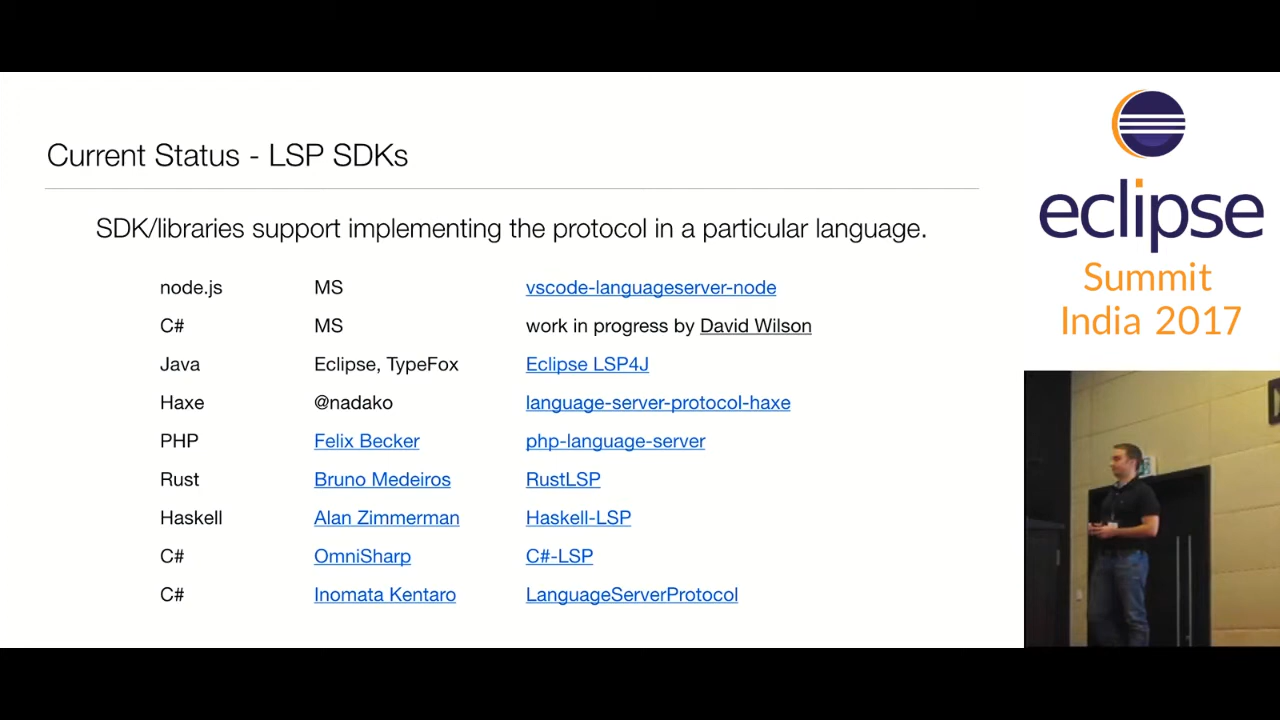 Current Status - LSP SDKs
SDK/libraries support implementing the protocol in a particular language.
node.js MS vscode-languageserver-node
C# MS work in progress by David Wilson
Java Eclipse, TypeFox Eclipse LSP4J
Haxe @nadako language-server-protocol-haxe
PHP Felix Becker php-language-server
Rust Bruno Medeiros RustLSP
Haskell Alan Zimmerman Haskell-LSP
C# OmniSharp C#-LSP
C# Inomata Kentaro LanguageServerProtocol
eclipse
Summit
India 2017